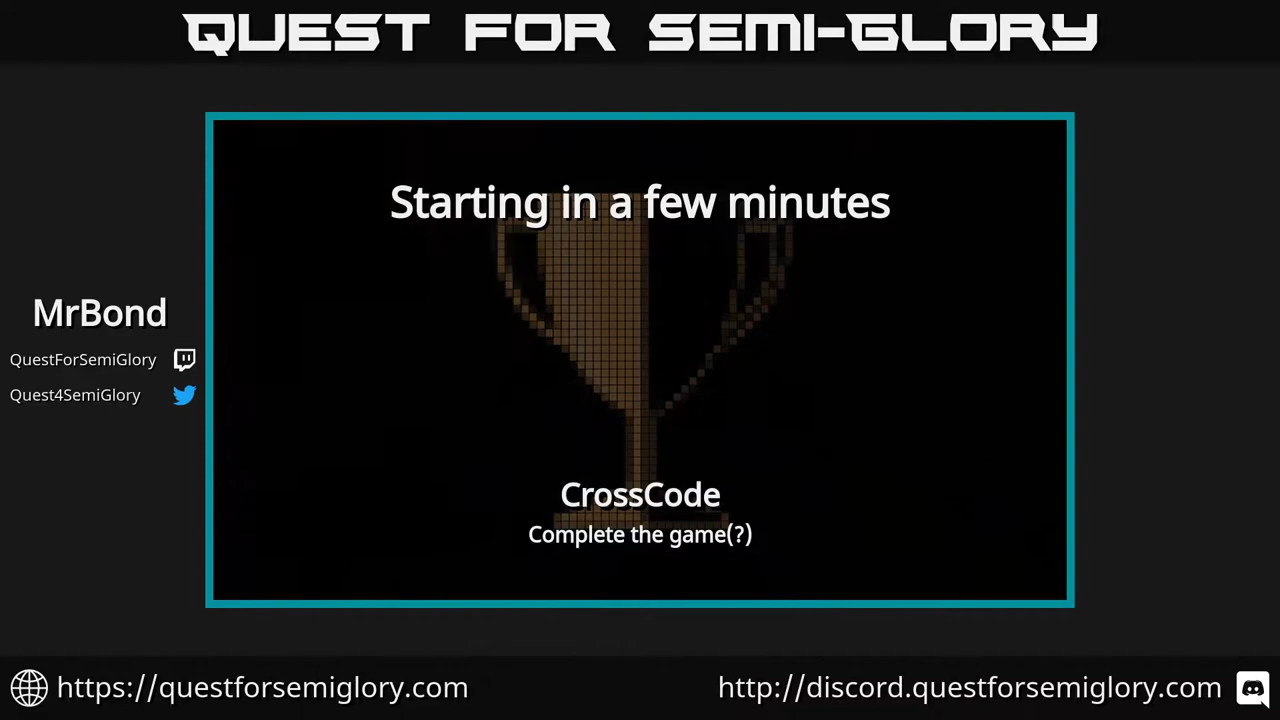 QUEST FOR SEMI-GLORY
Starting in a few minutes
MrBond
QuestForSemiGlory
Quest4SemiGlory
CrossCode
Complete the game(?)
https://questforsemiglory.com
http://discord.questforsemiglory.com